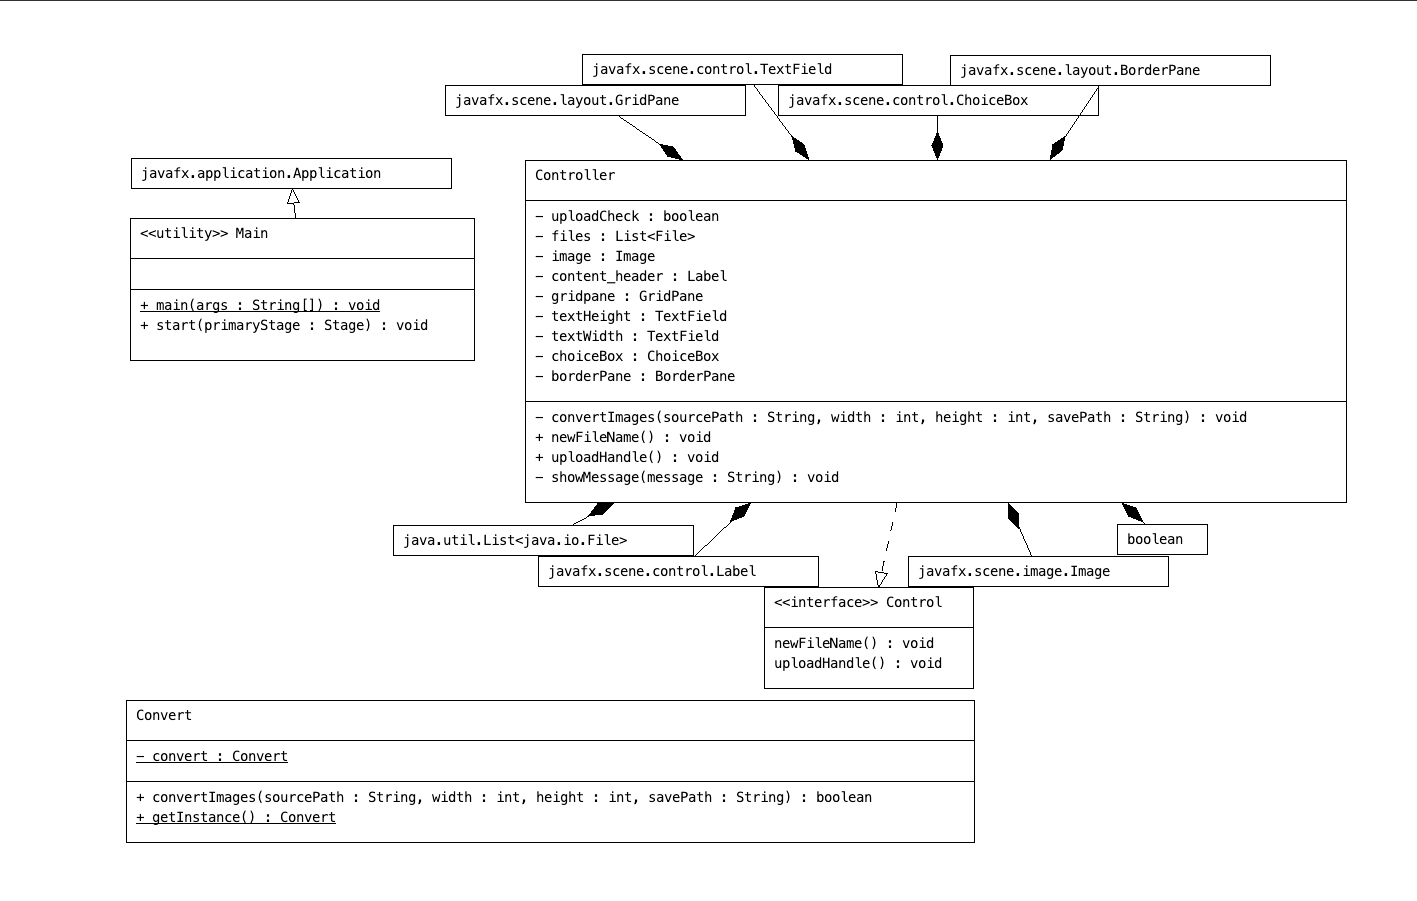 javafx.scene.control.TextField
javafx.scene.layout.BorderPane
javafx.scene.layout.GridPane
javafx.scene.control.ChoiceBox
javafx.application.Application
<<utility>> Main
+ main(args : String[]) : void
+ start(primaryStage : Stage) : void
Controller
− uploadCheck : boolean
− files : List<File>
− image : Image
− content_header : Label
− gridpane : GridPane
− textHeight : TextField
− textWidth : TextField
− choiceBox : ChoiceBox
− borderPane : BorderPane
− convertImages(sourcePath : String, width : int, height : int, savePath : String) : void
+ newFileName() : void
+ uploadHandle() : void
− showMessage(message : String) : void
java.util.List<java.io.File>
boolean
javafx.scene.control.Label
javafx.scene.image.Image
<<interface>> Control
newFileName() : void
uploadHandle() : void
Convert
− convert : Convert
+ convertImages(sourcePath : String, width : int, height : int, savePath : String) : boolean
+ getInstance() : Convert